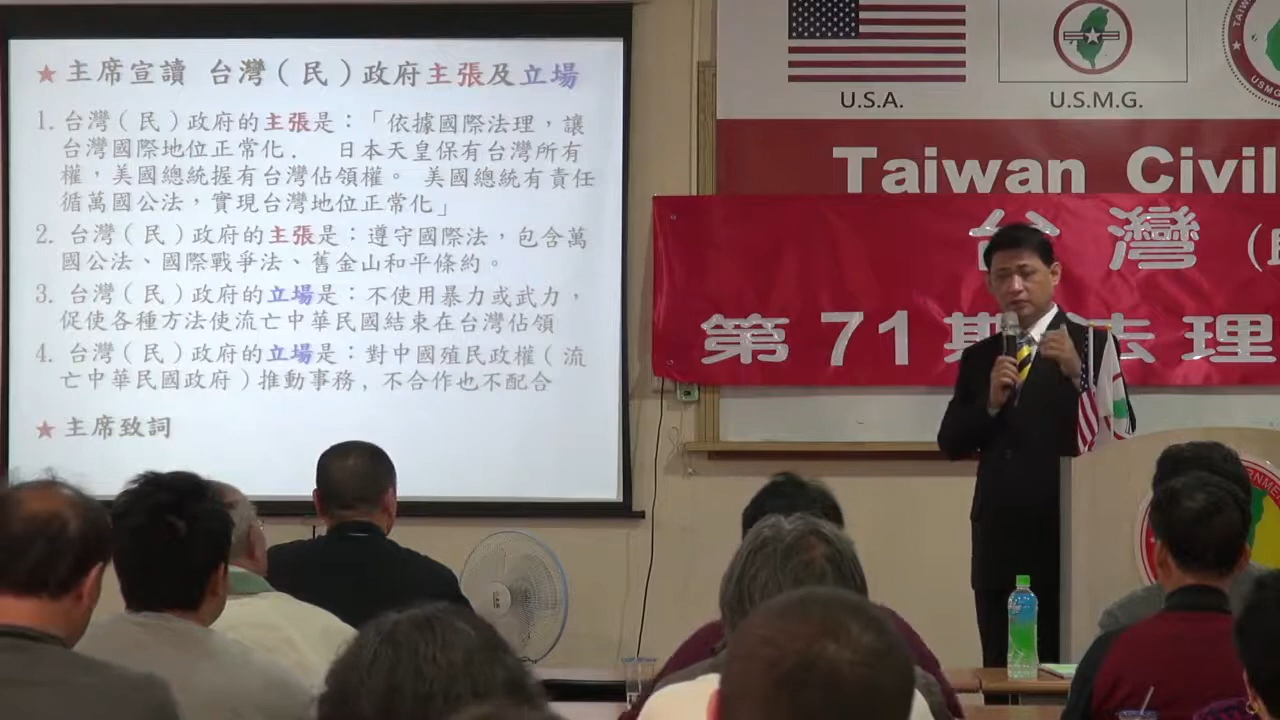 ★ 主席宣讀 台灣(民)政府主張及立場
1. 台灣(民)政府的主張是:「依據國際法理,讓
台灣國際地位正常化. 日本天皇保有台灣所有
權,美國總統握有台灣佔領權。 美國總統有責任
循萬國公法,實現台灣地位正常化」
2. 台灣(民)政府的主張是:遵守國際法,包含萬
國公法、國際戰爭法、舊金山和平條約。
3. 台灣(民)政府的立場是:不使用暴力或武力,
促使各種方法使流亡中華民國結束在台灣佔領
4. 台灣(民)政府的立場是:對中國殖民政權(流
亡中華民國政府)推動事務,不合作也不配合
★ 主席致詞
U.S.A.
U.S.M.G.
Taiwan Civil
台灣(
第71期法理